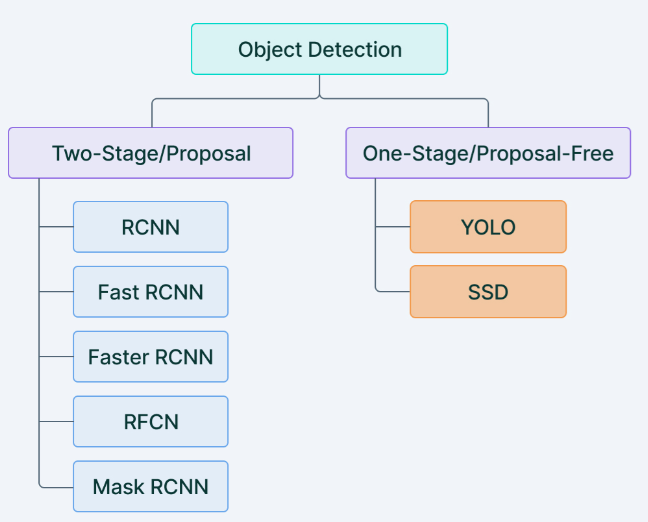 Object Detection
Two-Stage/Proposal
One-Stage/Proposal-Free
RCNN
Fast RCNN
Faster RCNN
RFCN
Mask RCNN
YOLO
SSD